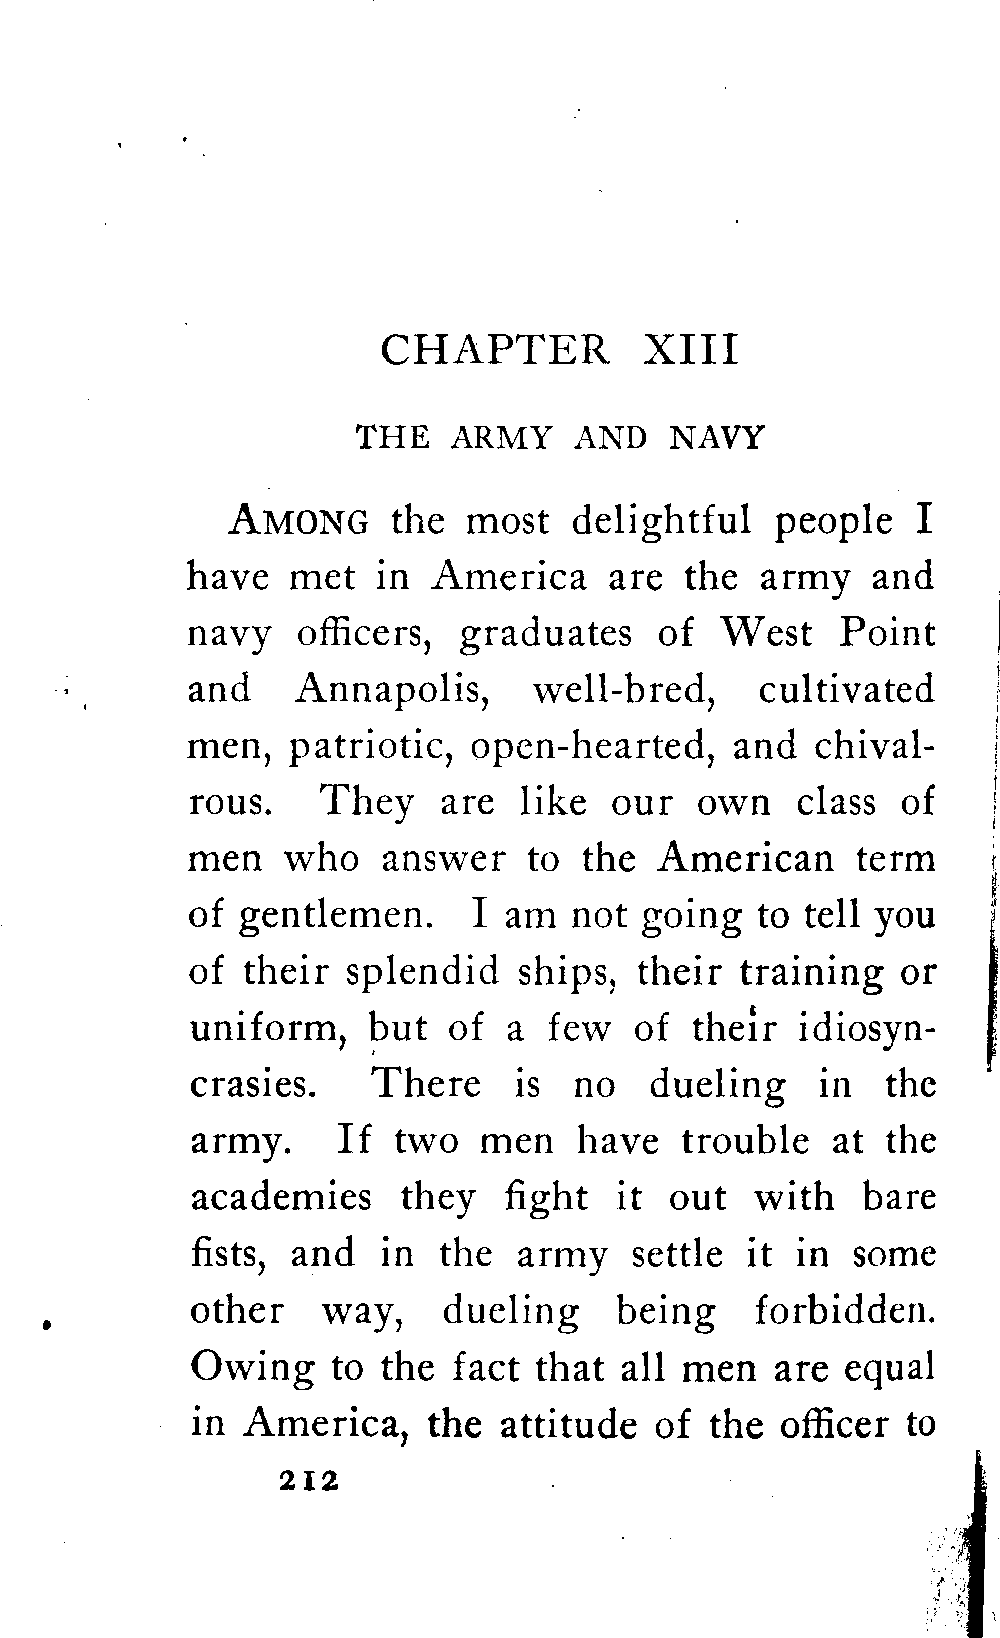 CHAPTER XIII
THE ARMY AND NAVY
AMONG the most delightful people I
have met in America are the army and
navy officers, graduates of West Point
and Annapolis, well-bred, cultivated
men, patriotic, open-hearted, and chival-
rous. They are like our own class of
men who answer to the American term
of gentlemen. I am not going to tell you
of their splendid ships, their training or
uniform, but of a few of their idiosyn-
crasies. There is no dueling in the
army. If two men have trouble at the
academies they fight it out with bare
fists, and in the army settle it in some
other way, dueling being forbidden.
Owing to the fact that all men are equal
in America, the attitude of the officer to
212